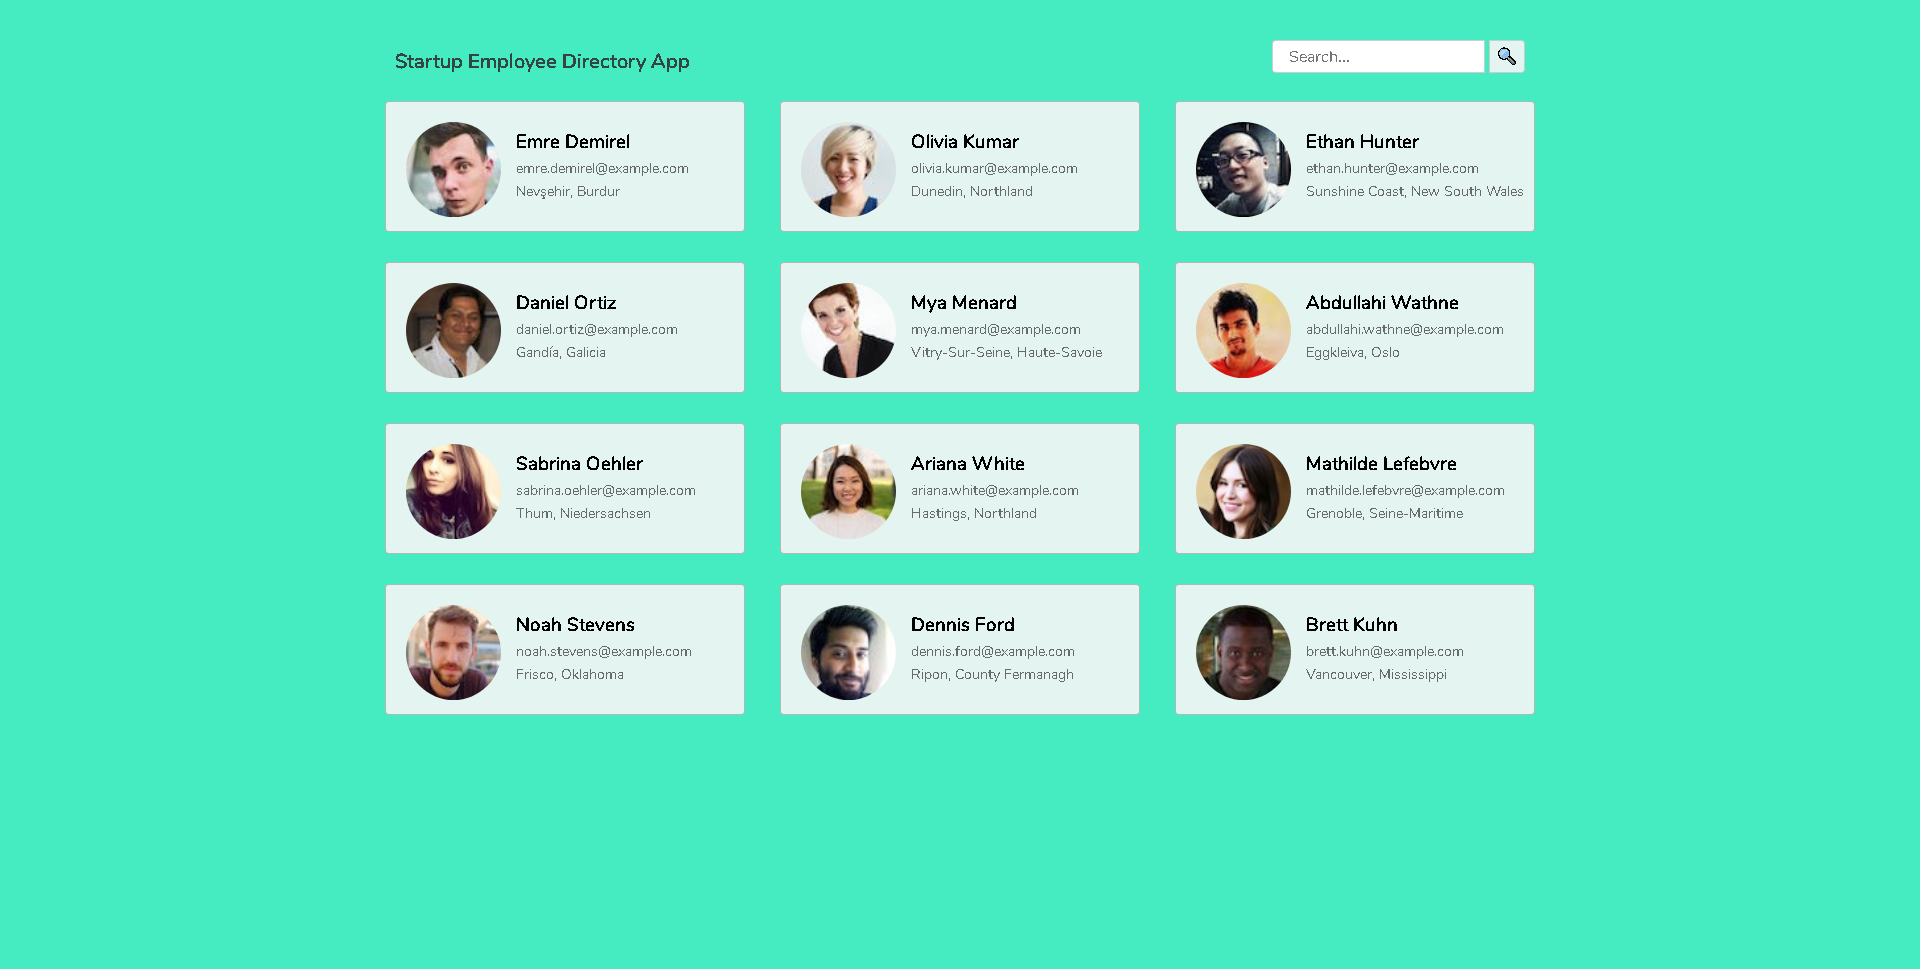 Startup Employee Directory App
Search...
Emre Demirel
emre.demirel@example.com
Nevşehir, Burdur
Olivia Kumar
olivia.kumar@example.com
Dunedin, Northland
Ethan Hunter
ethan.hunter@example.com
Sunshine Coast, New South Wales
Daniel Ortiz
daniel.ortiz@example.com
Gandía, Galicia
Mya Menard
mya.menard@example.com
Vitry-Sur-Seine, Haute-Savoie
Abdullahi Wathne
abdullahi.wathne@example.com
Eggkleiva, Oslo
Sabrina Oehler
sabrina.oehler@example.com
Thum, Niedersachsen
Ariana White
ariana.white@example.com
Hastings, Northland
Mathilde Lefebvre
mathilde.lefebvre@example.com
Grenoble, Seine-Maritime
Noah Stevens
noah.stevens@example.com
Frisco, Oklahoma
Dennis Ford
dennis.ford@example.com
Ripon, County Fermanagh
Brett Kuhn
brett.kuhn@example.com
Vancouver, Mississippi